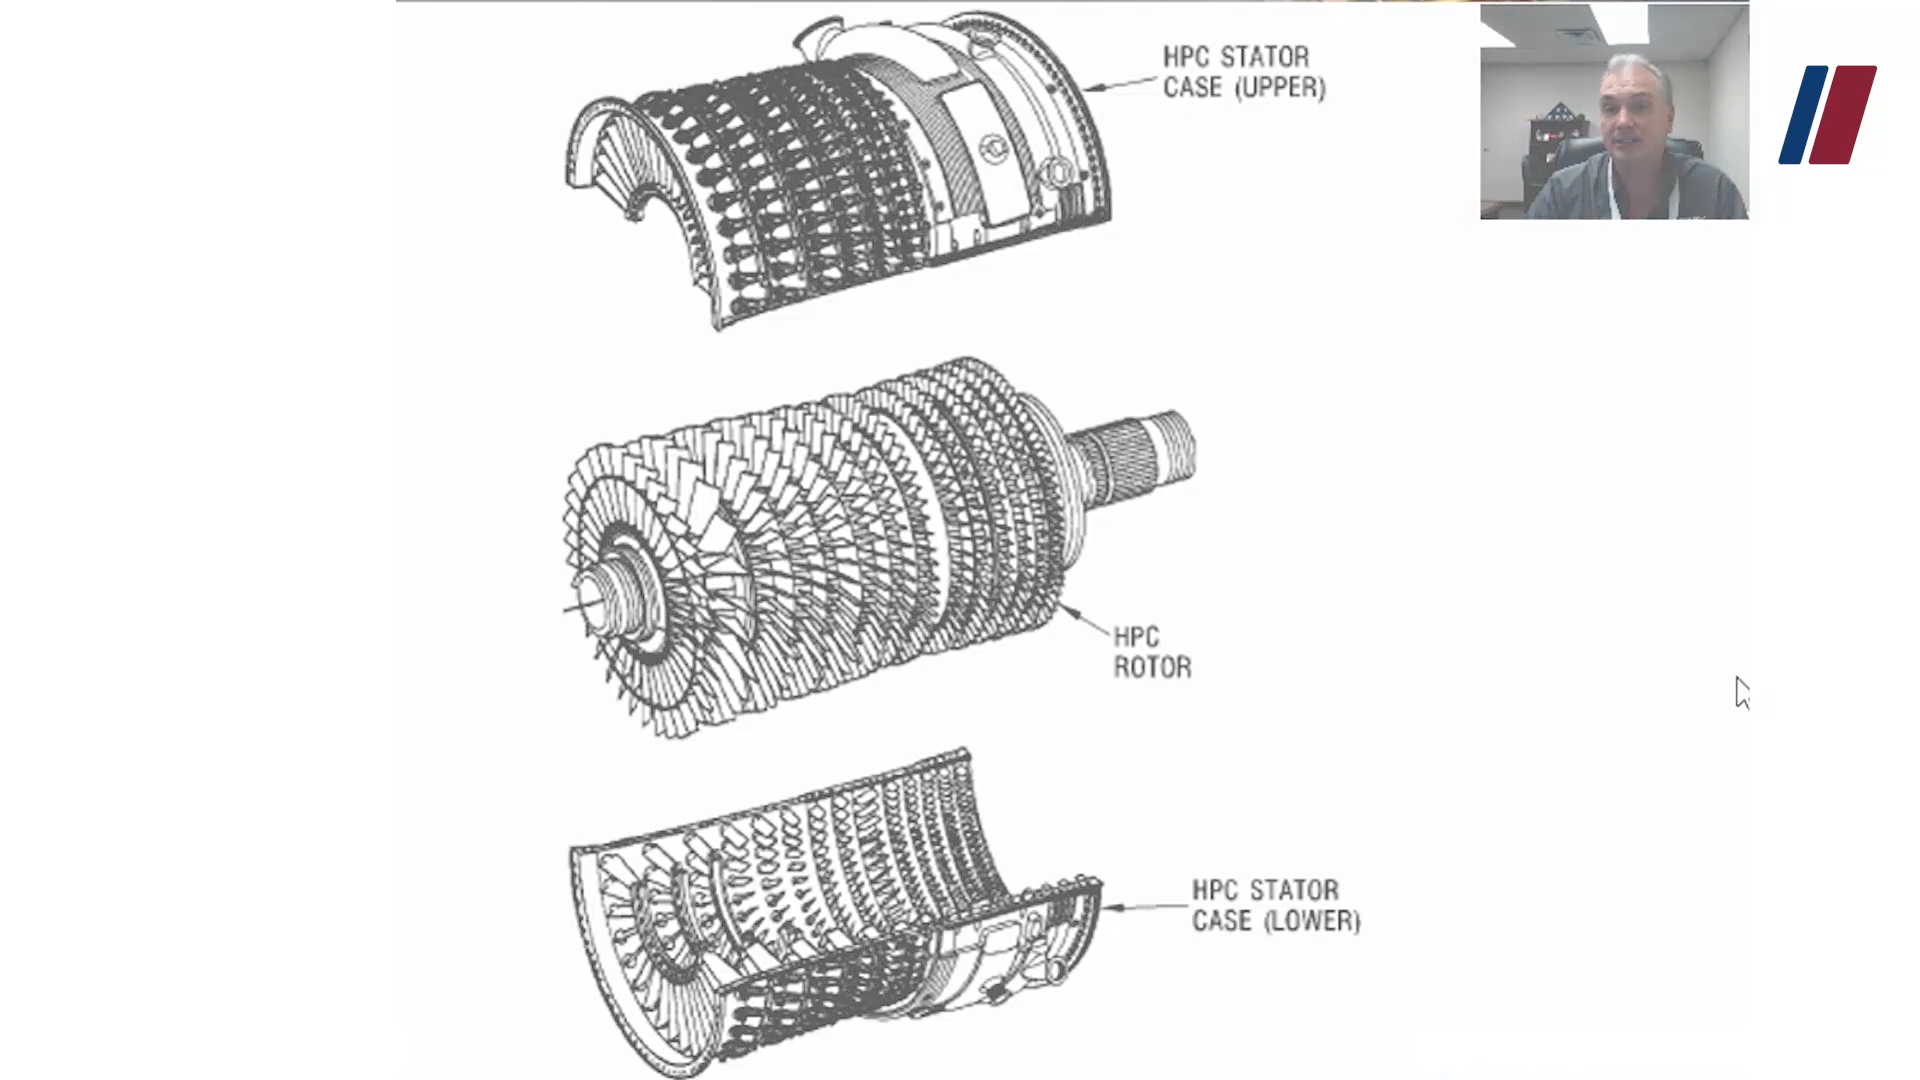 HPC STATOR
CASE (UPPER)
HPC
ROTOR
HPC STATOR
CASE (LOWER)